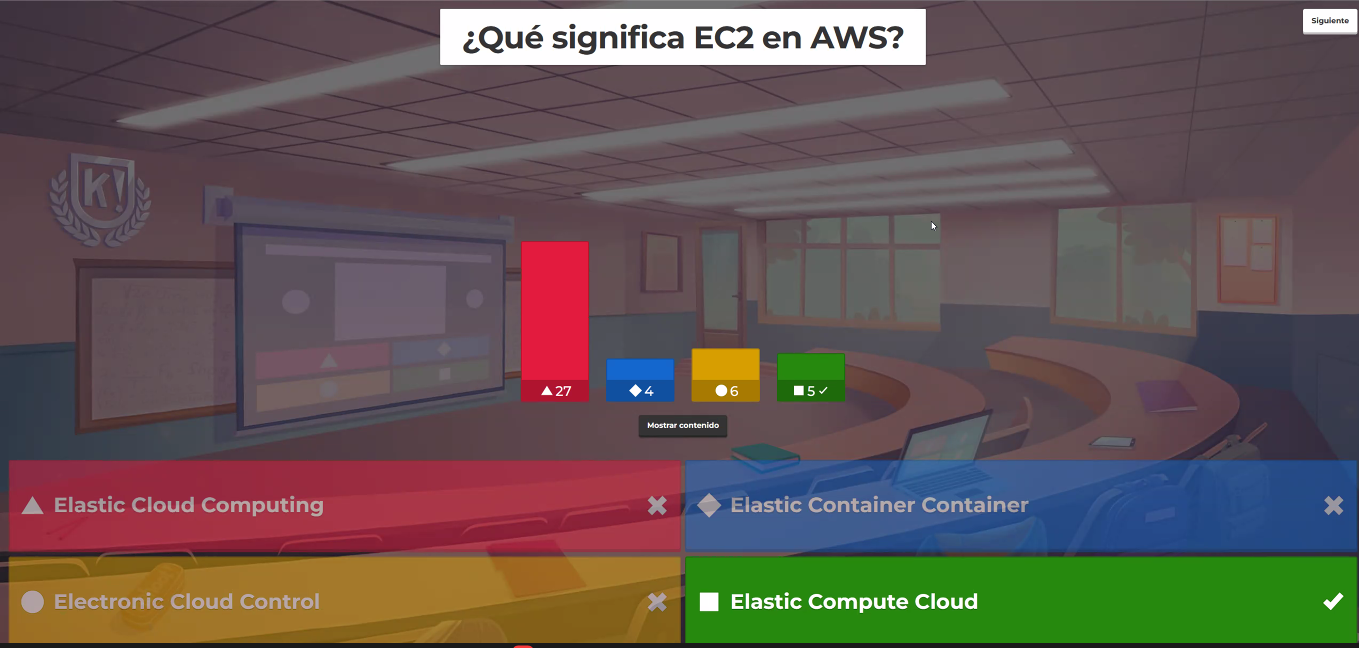 ¿Qué significa EC2 en AWS?
Siguiente
K!
27
4
6
5
Mostrar contenido
Elastic Cloud Computing
Elastic Container Container
Electronic Cloud Control
Elastic Compute Cloud